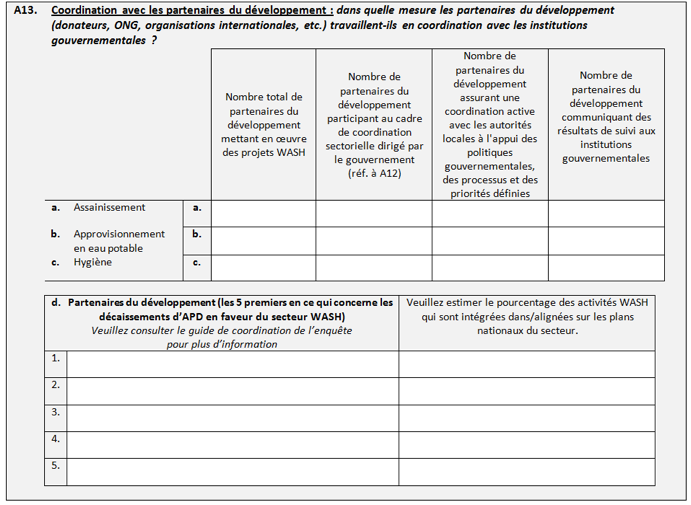 A13. Coordination avec les partenaires du développement : dans quelle mesure les partenaires du développement
(donateurs, ONG, organisations internationales, etc.) travaillent-ils en coordination avec les institutions
gouvernementales ?
Nombre total de
partenaires du
développement
mettant en œuvre
des projets WASH
Nombre de
partenaires du
développement
participant au cadre
de coordination
sectorielle dirigé par
le gouvernement
(réf. à A12)
Nombre de
partenaires du
développement
assurant une
coordination active
avec les autorités
locales à l'appui des
politiques
gouvernementales,
des processus et des
priorités définies
Nombre de
partenaires du
développement
communiquant des
résultats de suivi aux
institutions
gouvernementales
a. Assainissement a.
b. Approvisionnement b.
en eau potable
c. Hygiène c.
d. Partenaires du développement (les 5 premiers en ce qui concerne les
décaissements d’APD en faveur du secteur WASH)
Veuillez consulter le guide de coordination de l’enquête
pour plus d’information
Veuillez estimer le pourcentage des activités WASH
qui sont intégrées dans/alignées sur les plans
nationaux du secteur.
1.
2.
3.
4.
5.